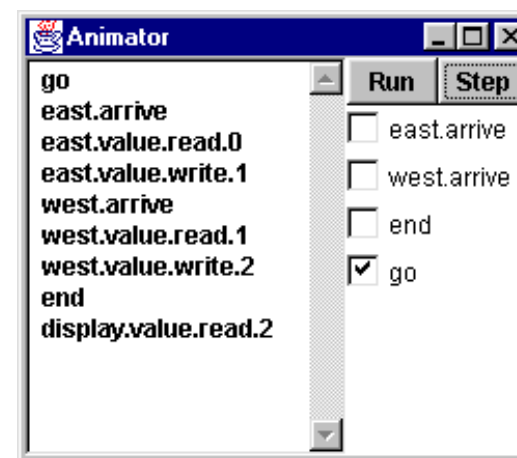 Animator
go
east.arrive
east.value.read.0
east.value.write.1
west.arrive
west.value.read.1
west.value.write.2
end
display.value.read.2
Run Step
east.arrive
west.arrive
end
go